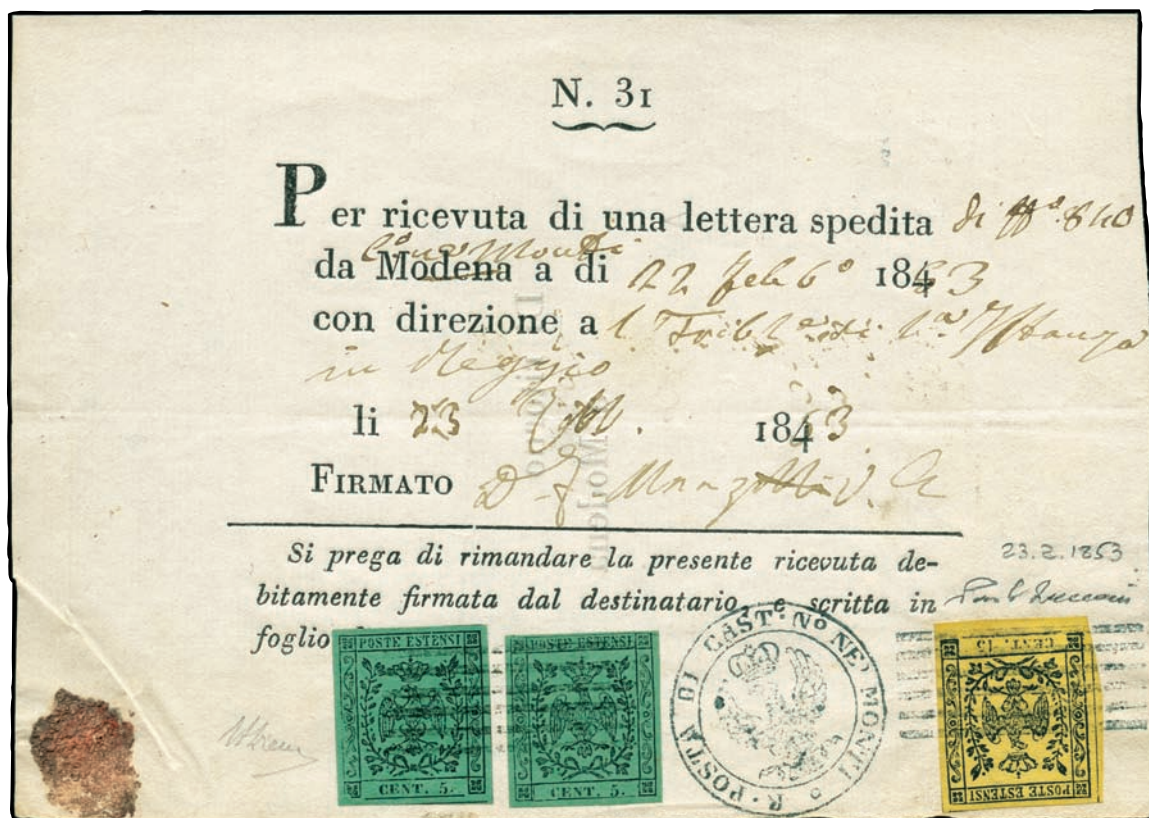 N. 31
Per ricevuta di una lettera spedita di No. 840
da Modena a di 22 Feb° 1853
con direzione a l Trib
in Reggio
li 23 1853
FIRMATO D
Si prega di rimandare la presente ricevuta de-
bitamente firmata dal destinatario, e scritta in
foglio
23.2.1853
POSTE ESTENSI
CENT. 5.
POSTE ESTENSI
CENT. 5.
R. POSTA DI CAST. N° NE' MONTI
CENT. 15
POSTE ESTENSI